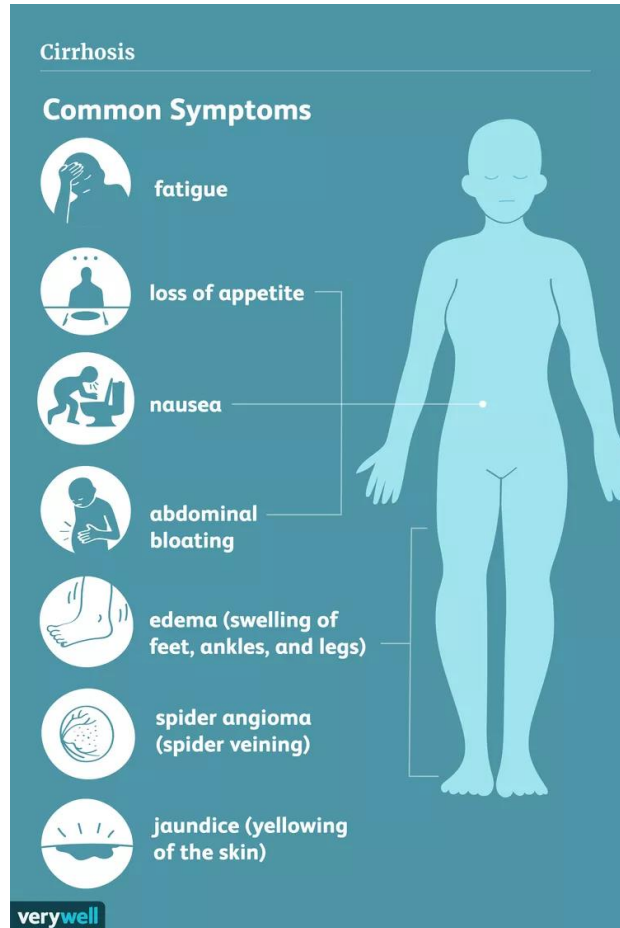 Cirrhosis
Common Symptoms
fatigue
loss of appetite
nausea
abdominal
bloating
edema (swelling of
feet, ankles, and legs)
spider angioma
(spider veining)
jaundice (yellowing
of the skin)
verywell